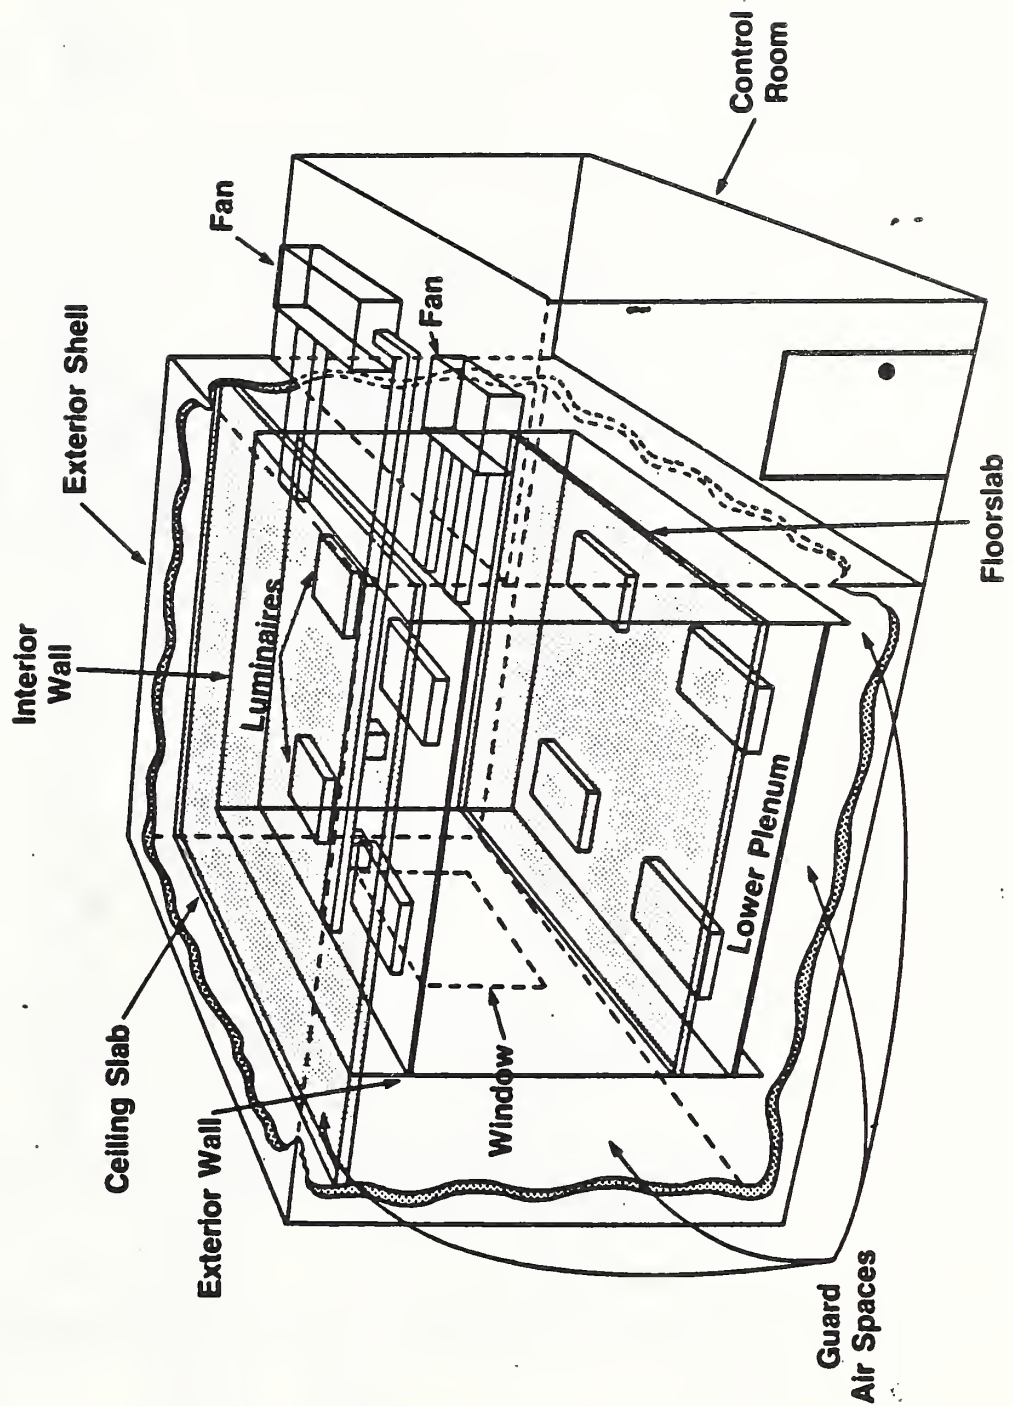 Interior
Wall
Exterior Shell
Fan
Fan
Control
Room
Ceiling Slab
Luminaires
Exterior Wall
Window
Lower Plenum
Floorslab
Guard
Air Spaces